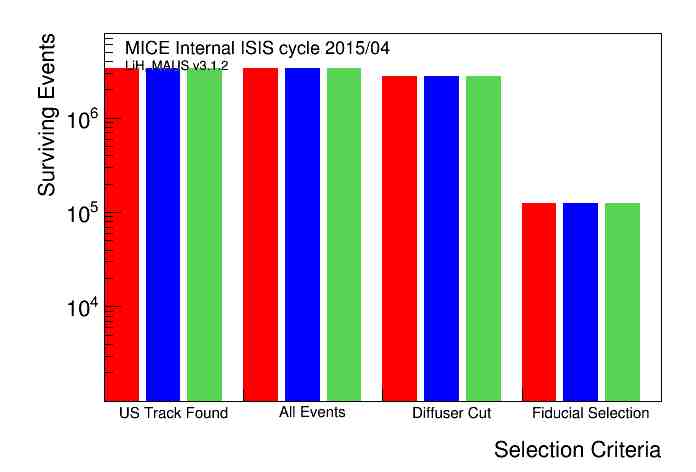 MICE Internal ISIS cycle 2015/04
LiH, MAUS v3.1.2
Surviving Events
10^6
10^5
10^4
US Track Found
All Events
Diffuser Cut
Fiducial Selection
Selection Criteria